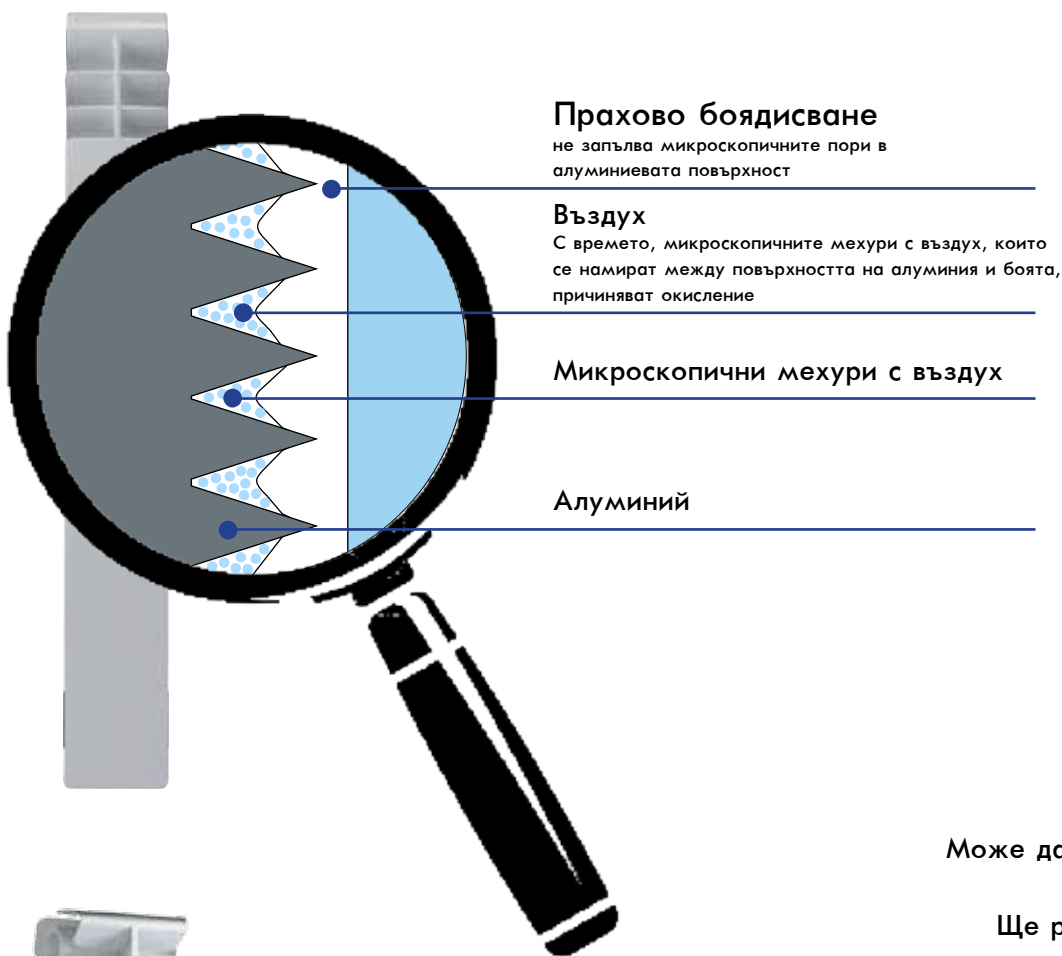 Прахово боядисване
не запълва микроскопичните пори в
алуминиевата повърхност
Въздух
С времето, микроскопичните мехури с въздух, които
се намират между повърхността на алуминия и боята,
причиняват окисление
Микроскопични мехури с въздух
Алуминий
Може да
Ще р